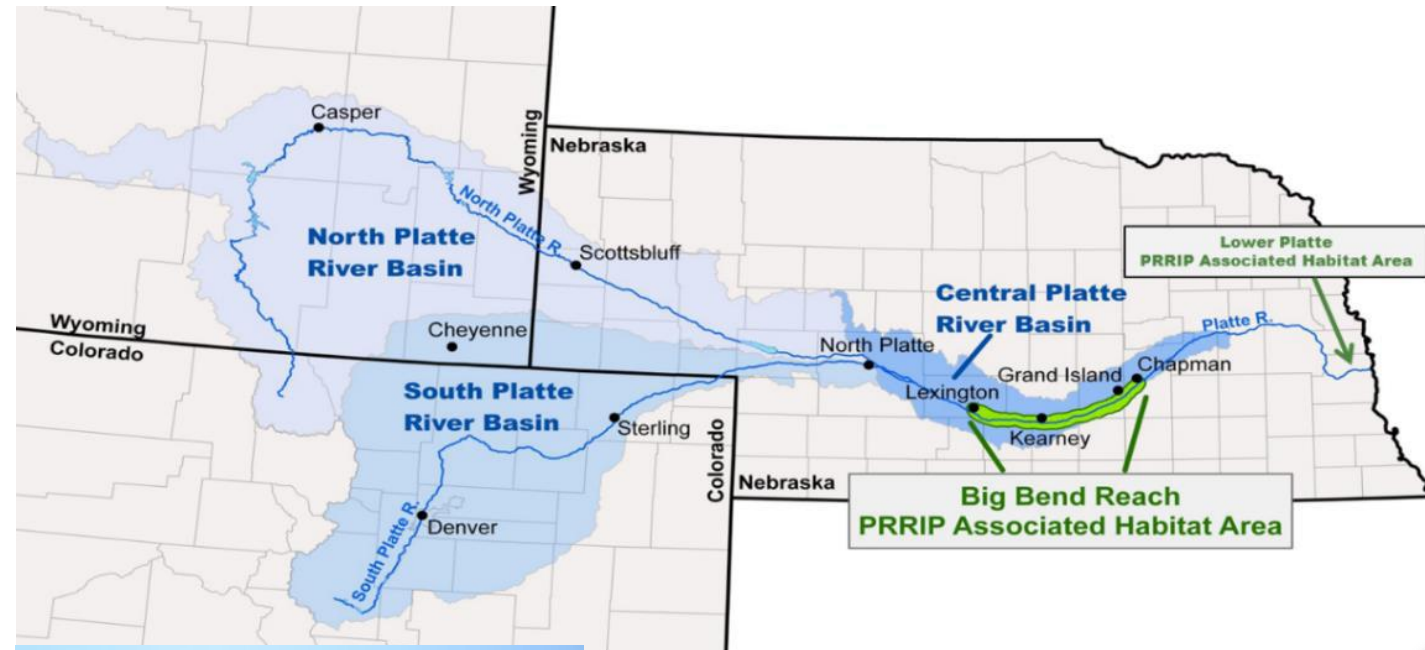 Casper
Wyoming
Nebraska
North Platte R.
North Platte
River Basin
Scottsbluff
Lower Platte
PRRIP Associated Habitat Area
Central Platte
River Basin
Wyoming
Colorado
Cheyenne
Platte R.
North Platte
Grand Island
Chapman
Lexington
South Platte
River Basin
Sterling
Kearney
Colorado
Nebraska
Big Bend Reach
PRRIP Associated Habitat Area
South Platte R.
Denver